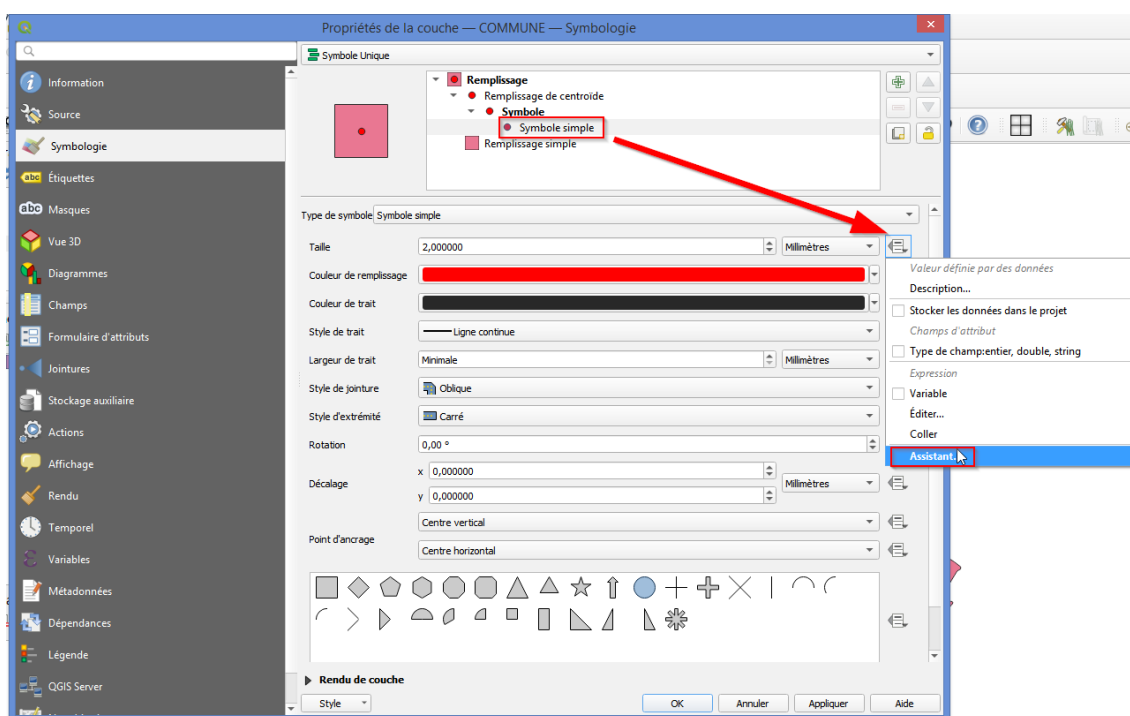 Propriétés de la couche — COMMUNE — Symbologie
Symbole Unique
Information
Source
Symbologie
Étiquettes
Masques
Vue 3D
Diagrammes
Champs
Formulaire d'attributs
Jointures
Stockage auxiliaire
Actions
Affichage
Rendu
Temporel
Variables
Métadonnées
Dépendances
Légende
QGIS Server
Remplissage
Remplissage de centroïde
Symbole
Symbole simple
Remplissage simple
Type de symbole Symbole simple
Taille 2,000000 Milimètres
Couleur de remplissage
Couleur de trait
Style de trait Ligne continue
Largeur de trait Minimale Milimètres
Style de jointure Oblique
Style d'extrémité Carré
Rotation 0,00 °
Décalage x 0,000000 Milimètres
y 0,000000
Point d'ancrage Centre vertical
Centre horizontal
Rendu de couche
Style OK Annuler Appliquer Aide
Valeur définie par des données
Description...
Stocker les données dans le projet
Champs d'attribut
Type de champ:entier, double, string
Expression
Variable
Éditer...
Coller
Assistant...
abc
abc